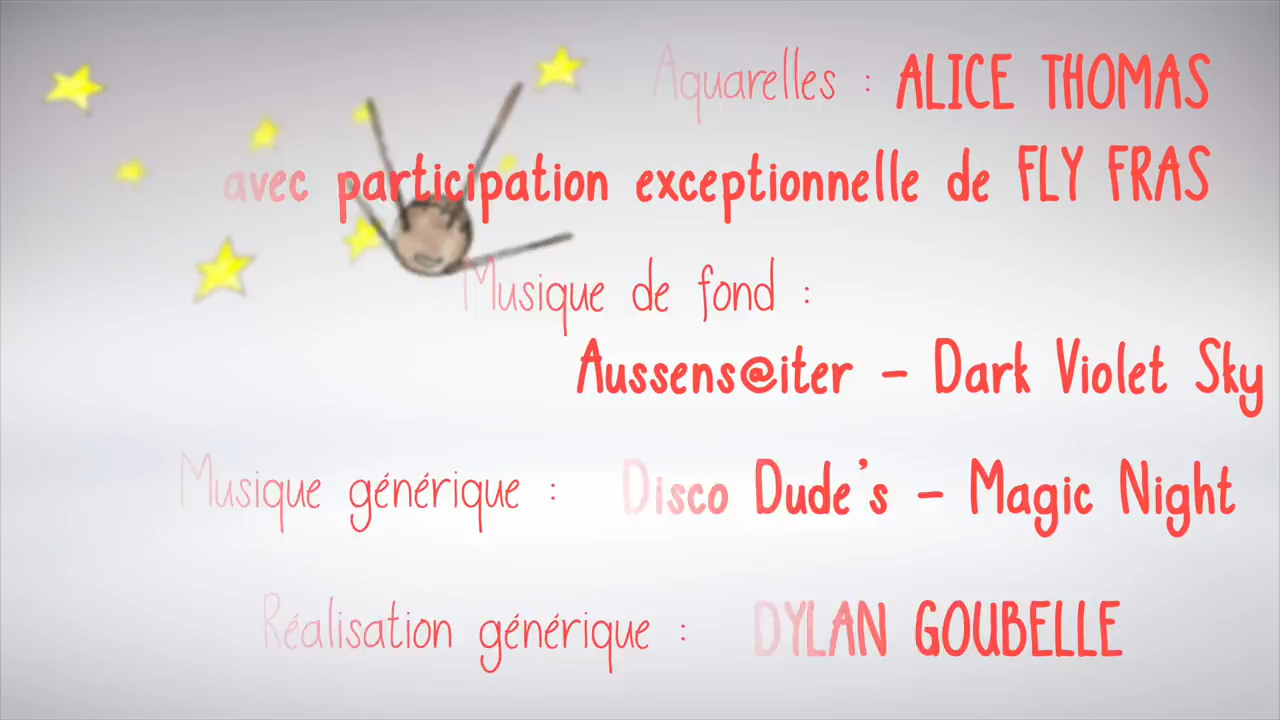 Aquarelles : ALICE THOMAS
avec participation exceptionnelle de FLY FRAS
Musique de fond :
Aussens@iter - Dark Violet Sky
Musique générique : Disco Dude's - Magic Night
Réalisation générique : DYLAN GOUBELLE